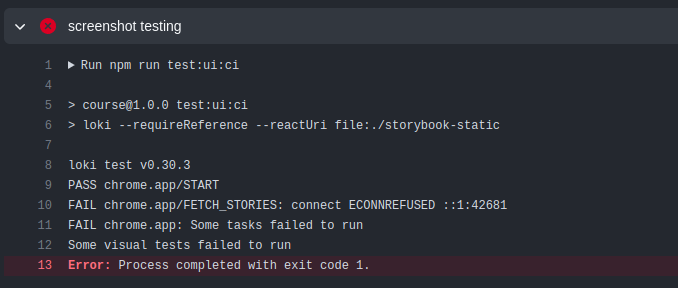 screenshot testing
1 Run npm run test:ui:ci
4
5 > course@1.0.0 test:ui:ci
6 > loki --requireReference --reactUri file:./storybook-static
7
8 loki test v0.30.3
9 PASS chrome.app/START
10 FAIL chrome.app/FETCH_STORIES: connect ECONNREFUSED ::1:42681
11 FAIL chrome.app: Some tasks failed to run
12 Some visual tests failed to run
13 Error: Process completed with exit code 1.